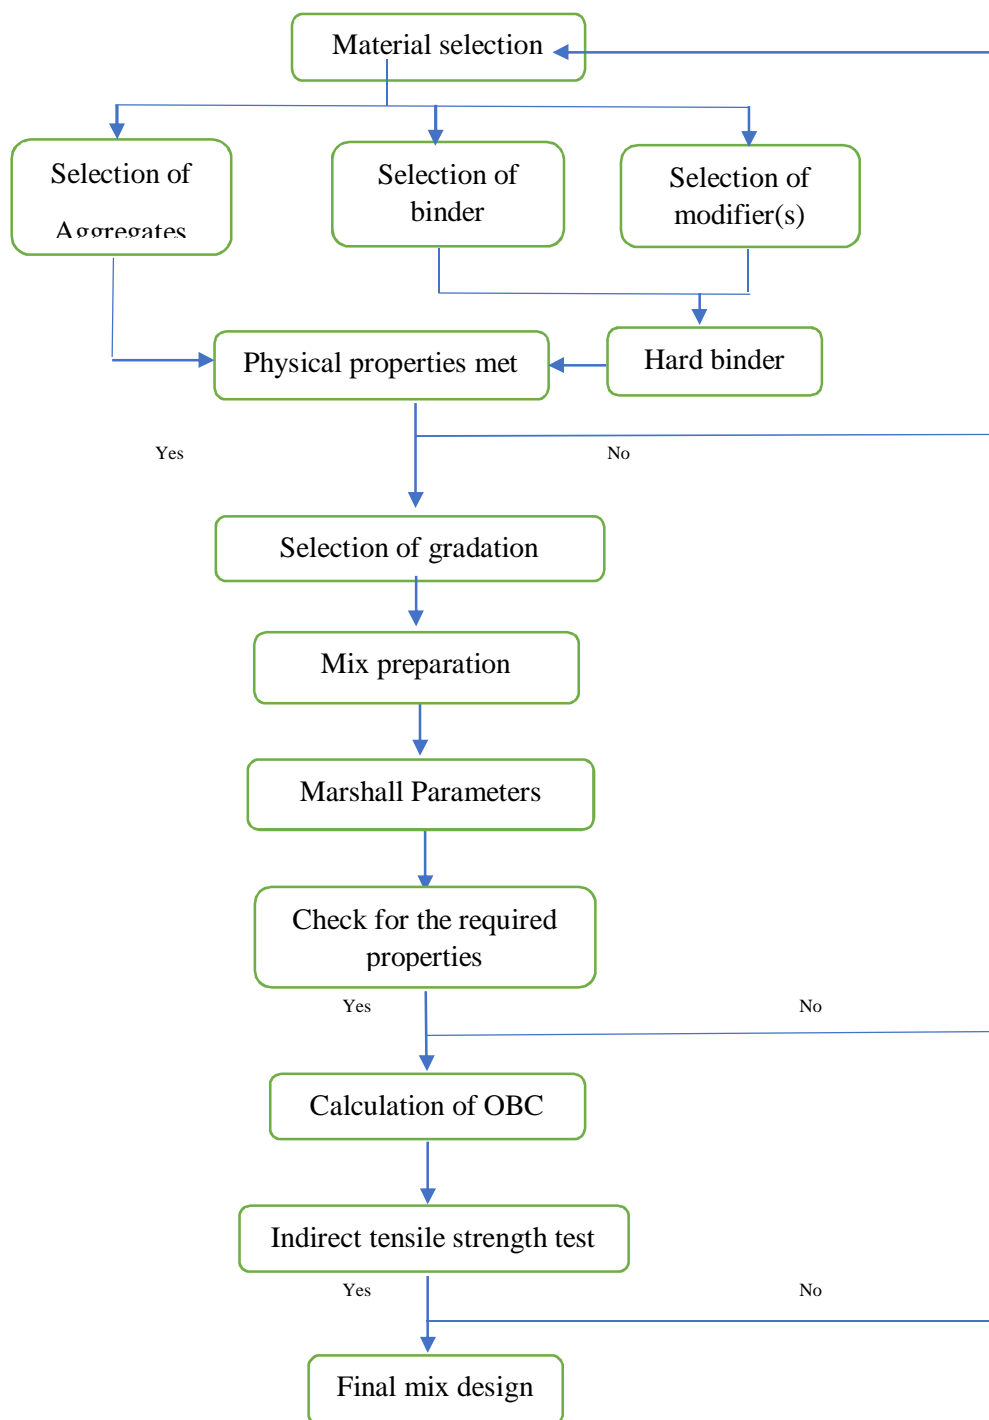 Material selection
Selection of
Aggregates
Selection of
binder
Selection of
modifier(s)
Physical properties met
Hard binder
Yes
No
Selection of gradation
Mix preparation
Marshall Parameters
Check for the required
properties
Yes
No
Calculation of OBC
Indirect tensile strength test
Yes
No
Final mix design